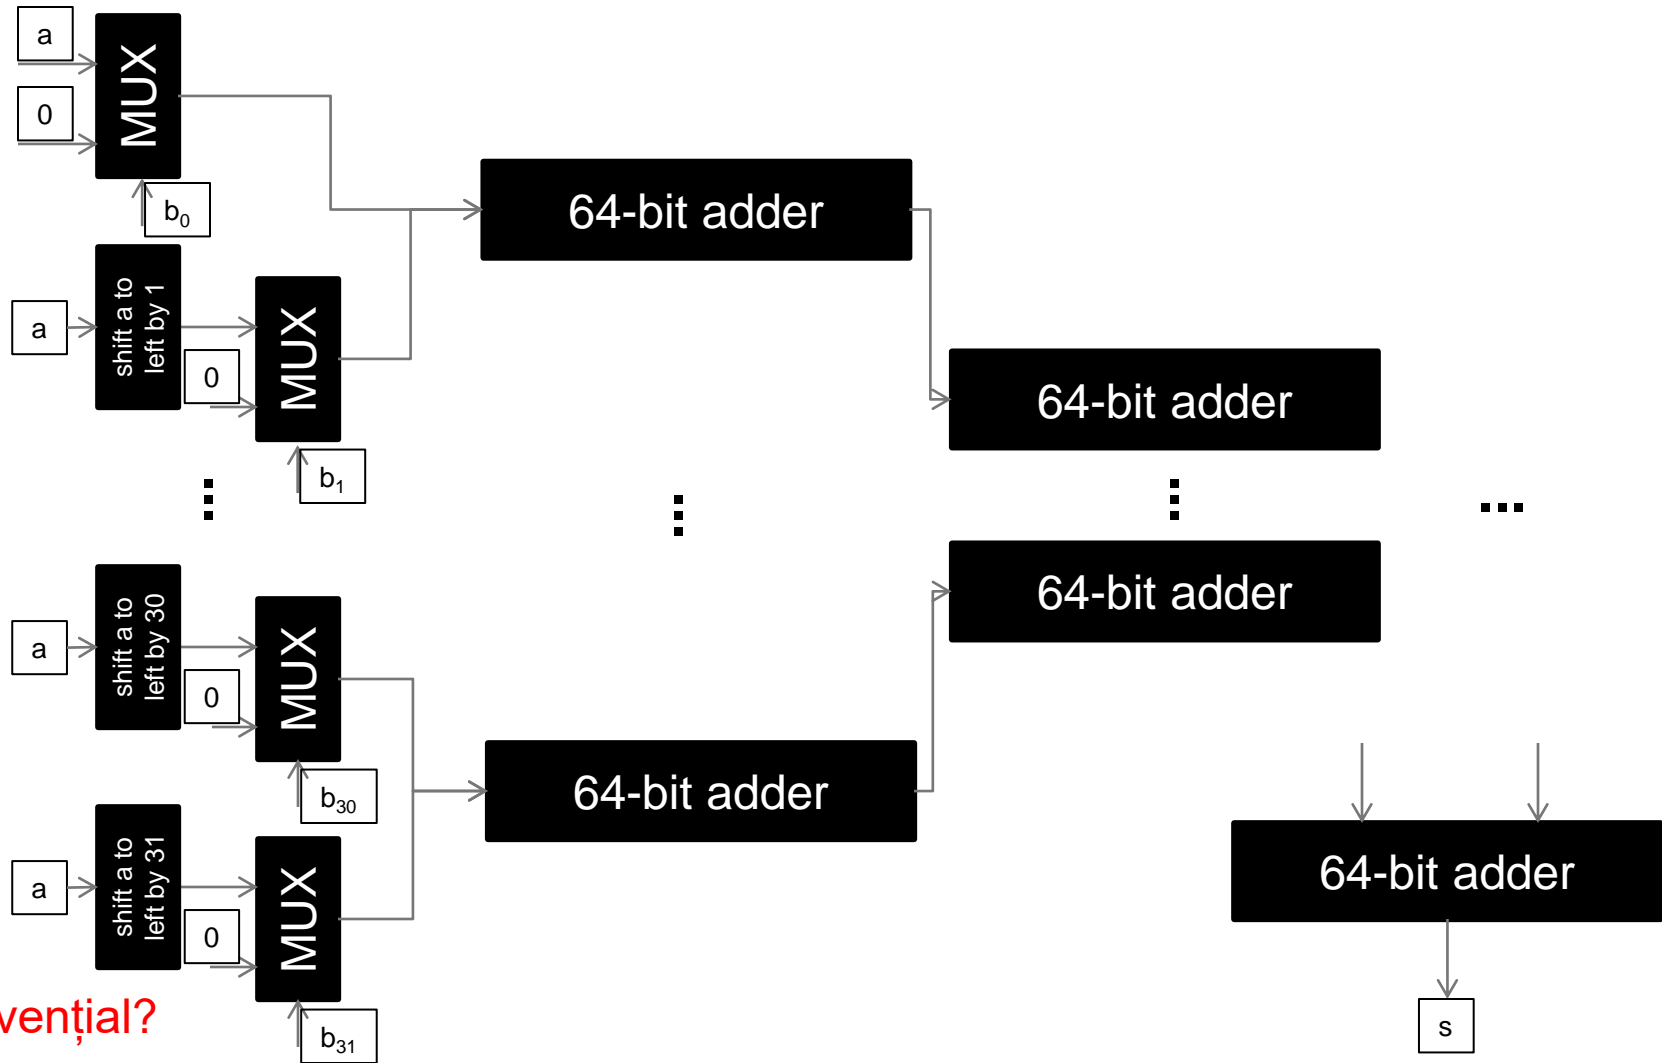 a
0
MUX
b₀
64-bit adder
a
shift a to
left by 1
0
MUX
b₁
64-bit adder
64-bit adder
a
shift a to
left by 30
0
MUX
b₃₀
64-bit adder
a
shift a to
left by 31
0
MUX
b₃₁
64-bit adder
s
vențial?